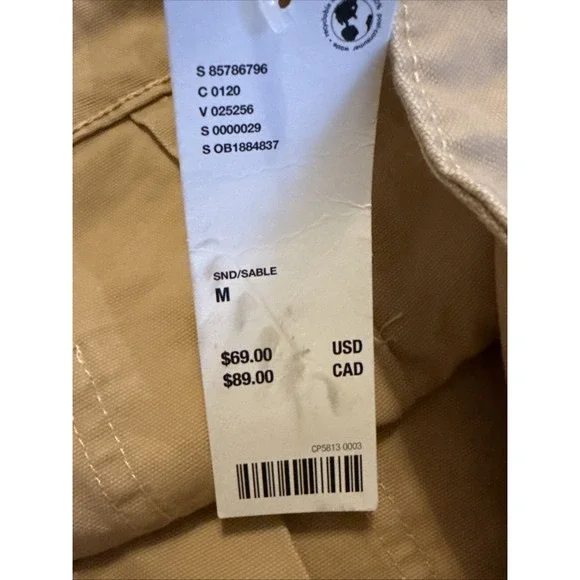 S 85786796
C 0120
V 025256
S 0000029
S OB1884837
SND/SABLE
M
$69.00 USD
$89.00 CAD
CP5813 0003